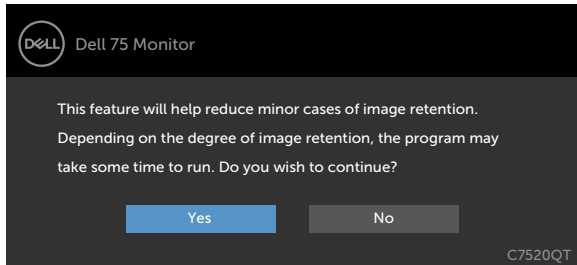 DELL
Dell 75 Monitor
This feature will help reduce minor cases of image retention.
Depending on the degree of image retention, the program may
take some time to run. Do you wish to continue?
Yes No
C7520QT